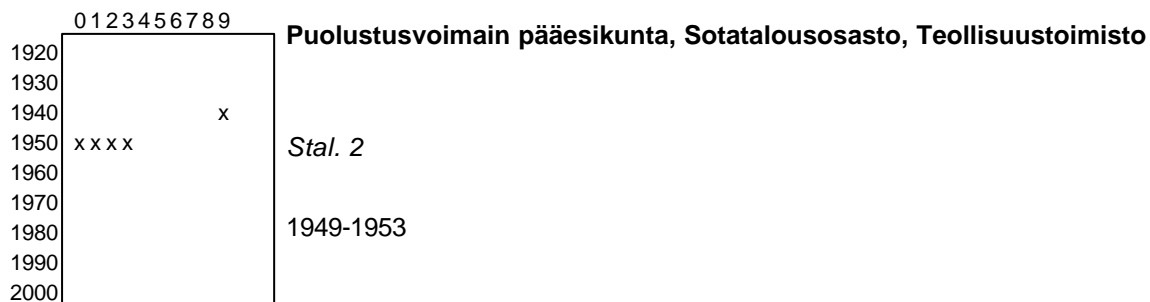 0123456789
Puolustusvoimain pääesikunta, Sotatalousosasto, Teollisuustoimisto
1920
1930
1940 x
1950 x x x x
Stal. 2
1960
1970
1980
1949-1953
1990
2000